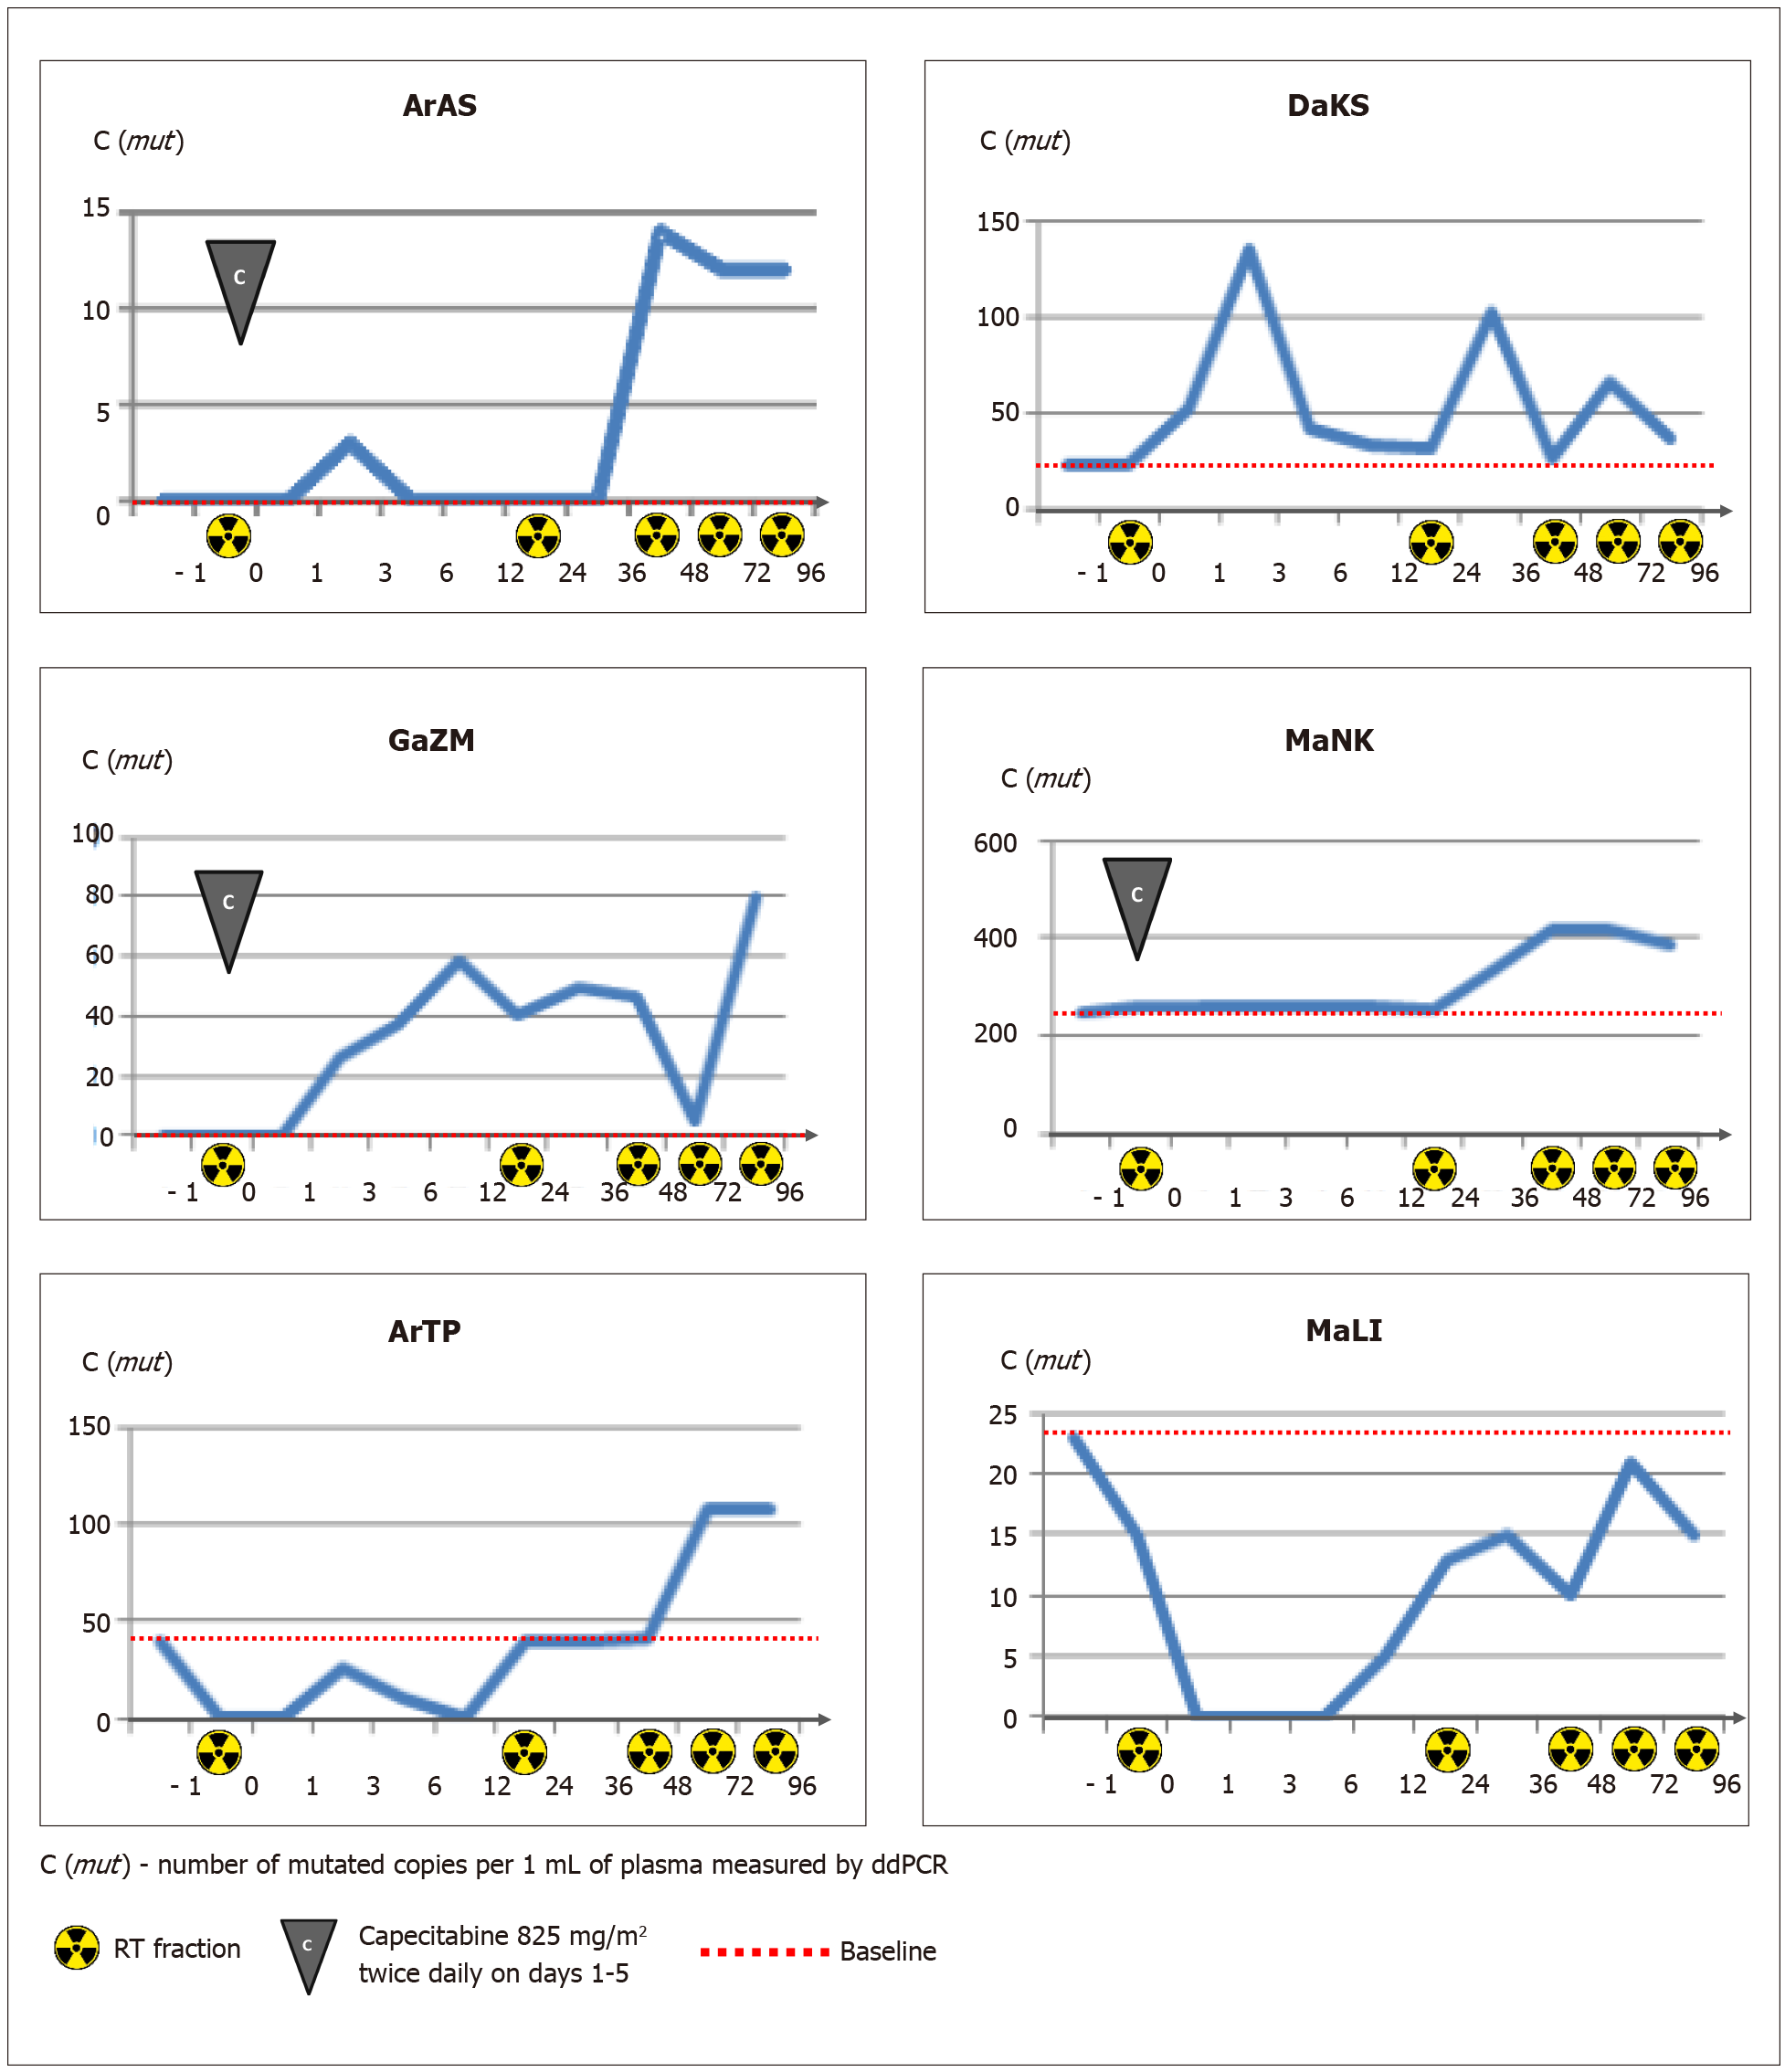 ArAS
C (mut)
15
10
5
0
C
- 1 0 1 3 6 12 24 36 48 72 96
DaKS
C (mut)
150
100
50
0
- 1 0 1 3 6 12 24 36 48 72 96
GaZM
C (mut)
100
80
60
40
20
0
C
- 1 0 1 3 6 12 24 36 48 72 96
MaNK
C (mut)
600
400
200
0
C
- 1 0 1 3 6 12 24 36 48 72 96
ArTP
C (mut)
150
100
50
0
- 1 0 1 3 6 12 24 36 48 72 96
MaLI
C (mut)
25
20
15
10
5
0
- 1 0 1 3 6 12 24 36 48 72 96
C (mut) - number of mutated copies per 1 mL of plasma measured by ddPCR
RT fraction
C
Capecitabine 825 mg/m²
twice daily on days 1-5
Baseline